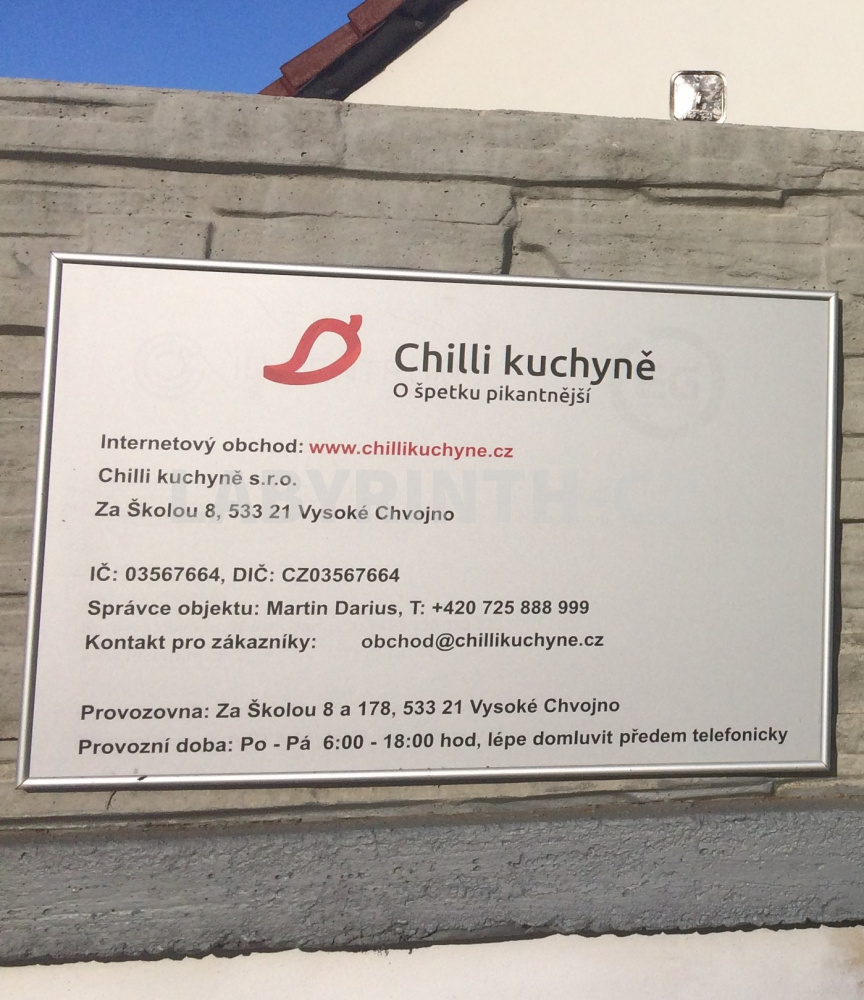 Chilli kuchyně
O špetku pikantnější
Internetový obchod: www.chillikuchyne.cz
Chilli kuchyně s.r.o.
Za Školou 8, 533 21 Vysoké Chvojno
LABYRINTH
IČ: 03567664, DIČ: CZ03567664
Správce objektu: Martin Darius, T: +420 725 888 999
Kontakt pro zákazníky: obchod@chillikuchyne.cz
Provozovna: Za Školou 8 a 178, 533 21 Vysoké Chvojno
Provozní doba: Po - Pá 6:00 - 18:00 hod, lépe domluvit předem telefonicky